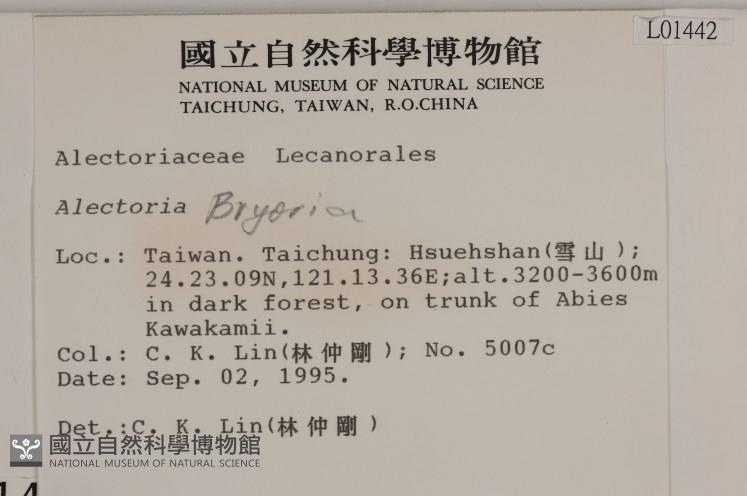 L01442
國立自然科學博物館
NATIONAL MUSEUM OF NATURAL SCIENCE
TAICHUNG, TAIWAN, R.O.CHINA
Alectoriaceae Lecanorales
Alectoria Bryoria
Loc.: Taiwan. Taichung: Hsuehshan(雪山);
24.23.09N,121.13.36E;alt.3200-3600m
in dark forest, on trunk of Abies
Kawakamii.
Col.: C. K. Lin(林仲剛); No. 5007c
Date: Sep. 02, 1995.
Det.:C. K. Lin(林仲剛)
國立自然科學博物館
NATIONAL MUSEUM OF NATURAL SCIENCE